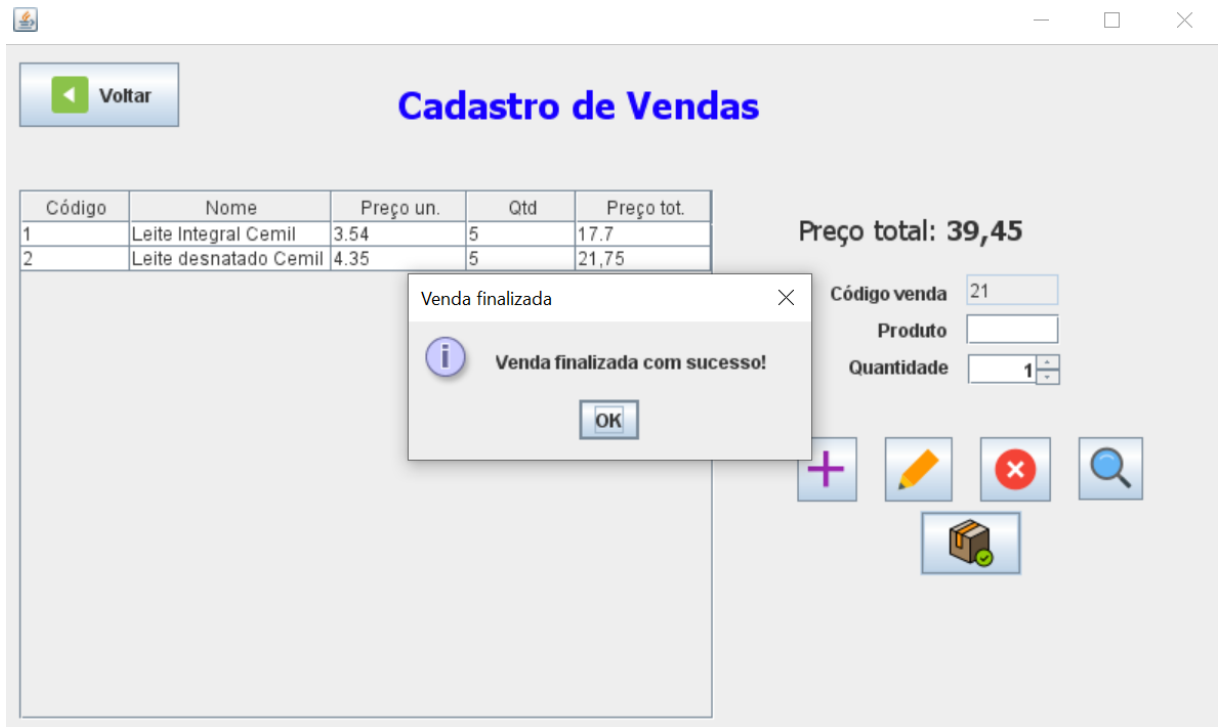 Voltar
Cadastro de Vendas
Código Nome Preço un. Qtd Preço tot.
1 Leite Integral Cemil 3.54 5 17.7
2 Leite desnatado Cemil 4.35 5 21,75
Preço total: 39,45
Código venda 21
Produto
Quantidade 1
Venda finalizada
Venda finalizada com sucesso!
OK